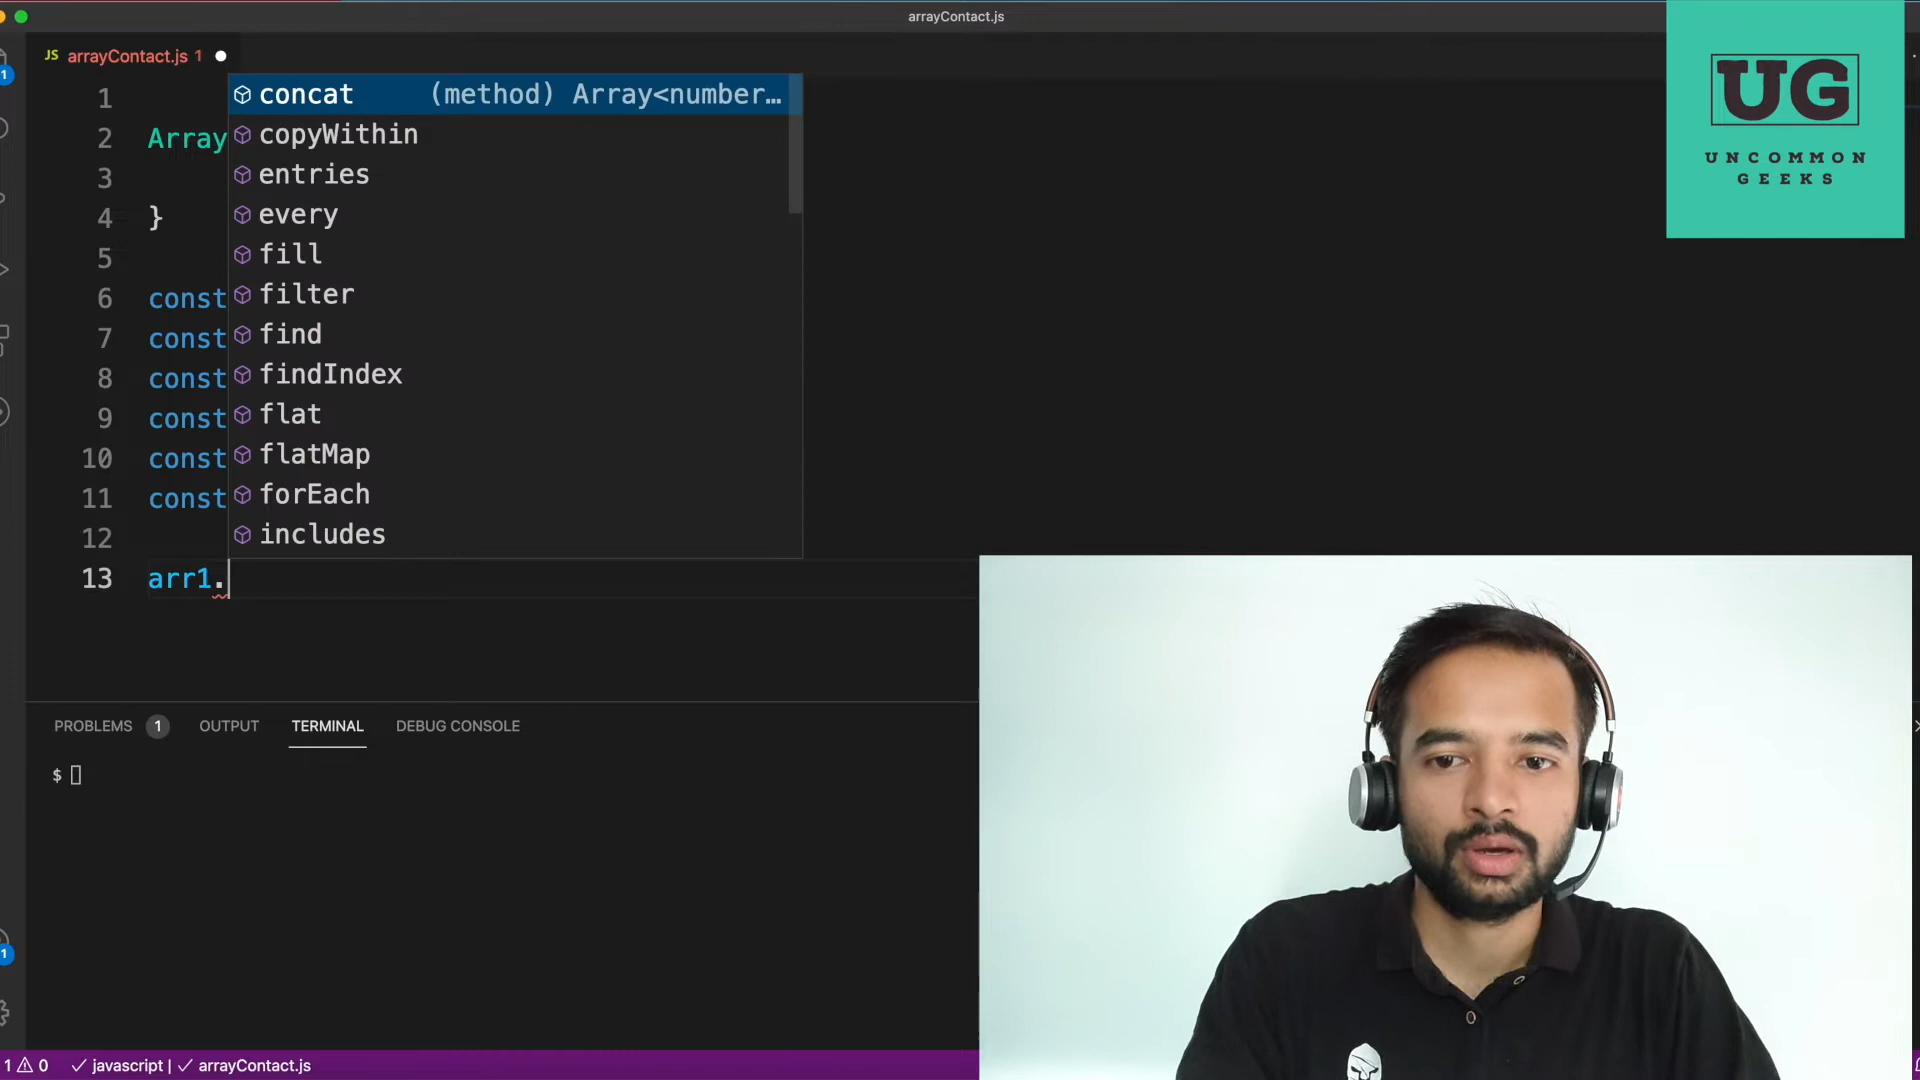 arrayContact.js
JS arrayContact.js 1
UG
UNCOMMON
GEEKS
1
1 concat (method) Array<number…
2 Array copyWithin
3 entries
4 } every
5 fill
6 const filter
7 const find
8 const findIndex
9 const flat
10 const flatMap
11 const forEach
12 includes
13 arr1.
PROBLEMS 1 OUTPUT TERMINAL DEBUG CONSOLE
$
1
1 0 javascript | arrayContact.js